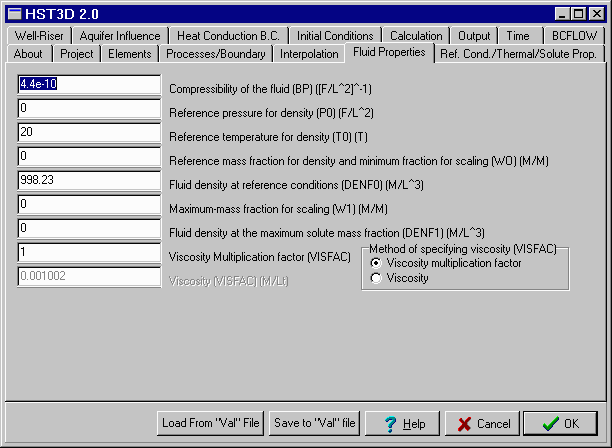 HST3D 2.0
Well-Riser Aquifer Influence Heat Conduction B.C. Initial Conditions Calculation Output Time BCFLOW
About Project Elements Processes/Boundary Interpolation Fluid Properties Ref. Cond./Thermal/Solute Prop.
4.4e-10 Compressibility of the fluid (BP) ([F/L^2]^-1)
0 Reference pressure for density (P0) (F/L^2)
20 Reference temperature for density (T0) (T)
0 Reference mass fraction for density and minimum fraction for scaling (W0) (M/M)
998.23 Fluid density at reference conditions (DENF0) (M/L^3)
0 Maximum-mass fraction for scaling (W1) (M/M)
0 Fluid density at the maximum solute mass fraction (DENF1) (M/L^3)
1 Viscosity Multiplication factor (VISFAC)
Method of specifying viscosity (VISFAC)
Viscosity multiplication factor
0.001002 Viscosity (VISFAC) (M/Lt)
Viscosity
Load From "Val" File Save to "Val" file ? Help Cancel OK